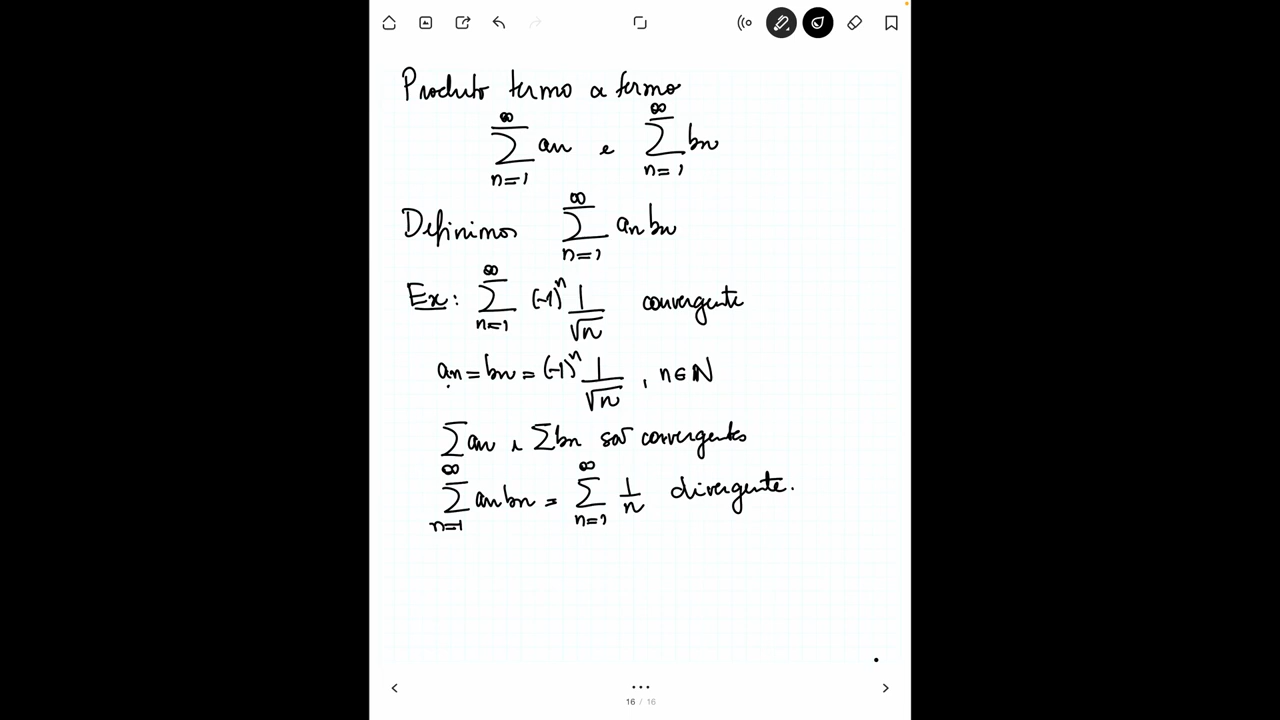 Produto termo a termo
∑_{n=1}^{∞} an e ∑_{n=1}^{∞} bn
Definimos ∑_{n=1}^{∞} an bn
Ex: ∑_{n=1}^{∞} (-1)^n 1/√n convergente
an = bn = (-1)^n 1/√n , n ∈ ℕ
∑an e ∑bn são convergentes
∑_{n=1}^{∞} an bn = ∑_{n=1}^{∞} 1/n divergente.
16 / 16